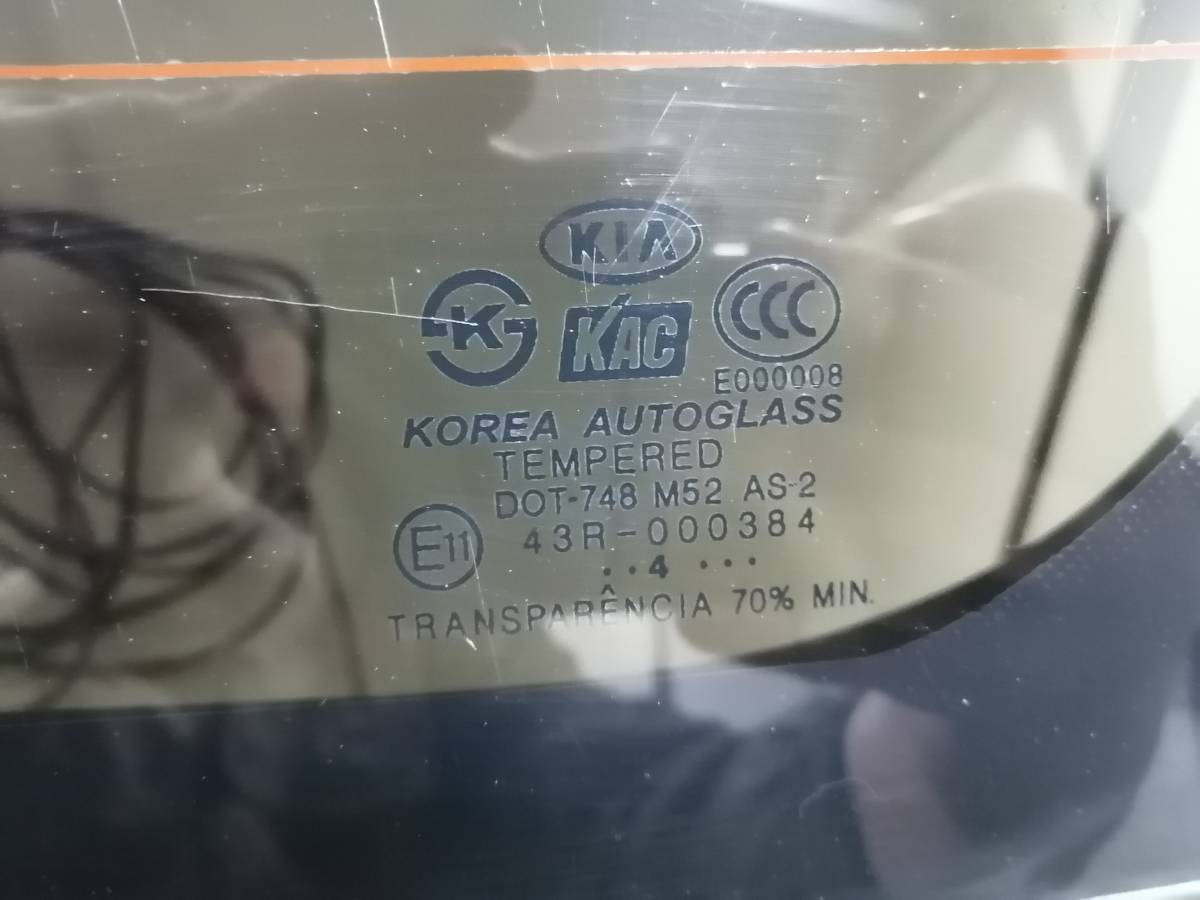 KIA
K
KAC
CCC
E000008
KOREA AUTOGLASS
TEMPERED
DOT-748 M52 AS-2
E11
43R-000384
..4 ...
TRANSPARÊNCIA 70% MIN.